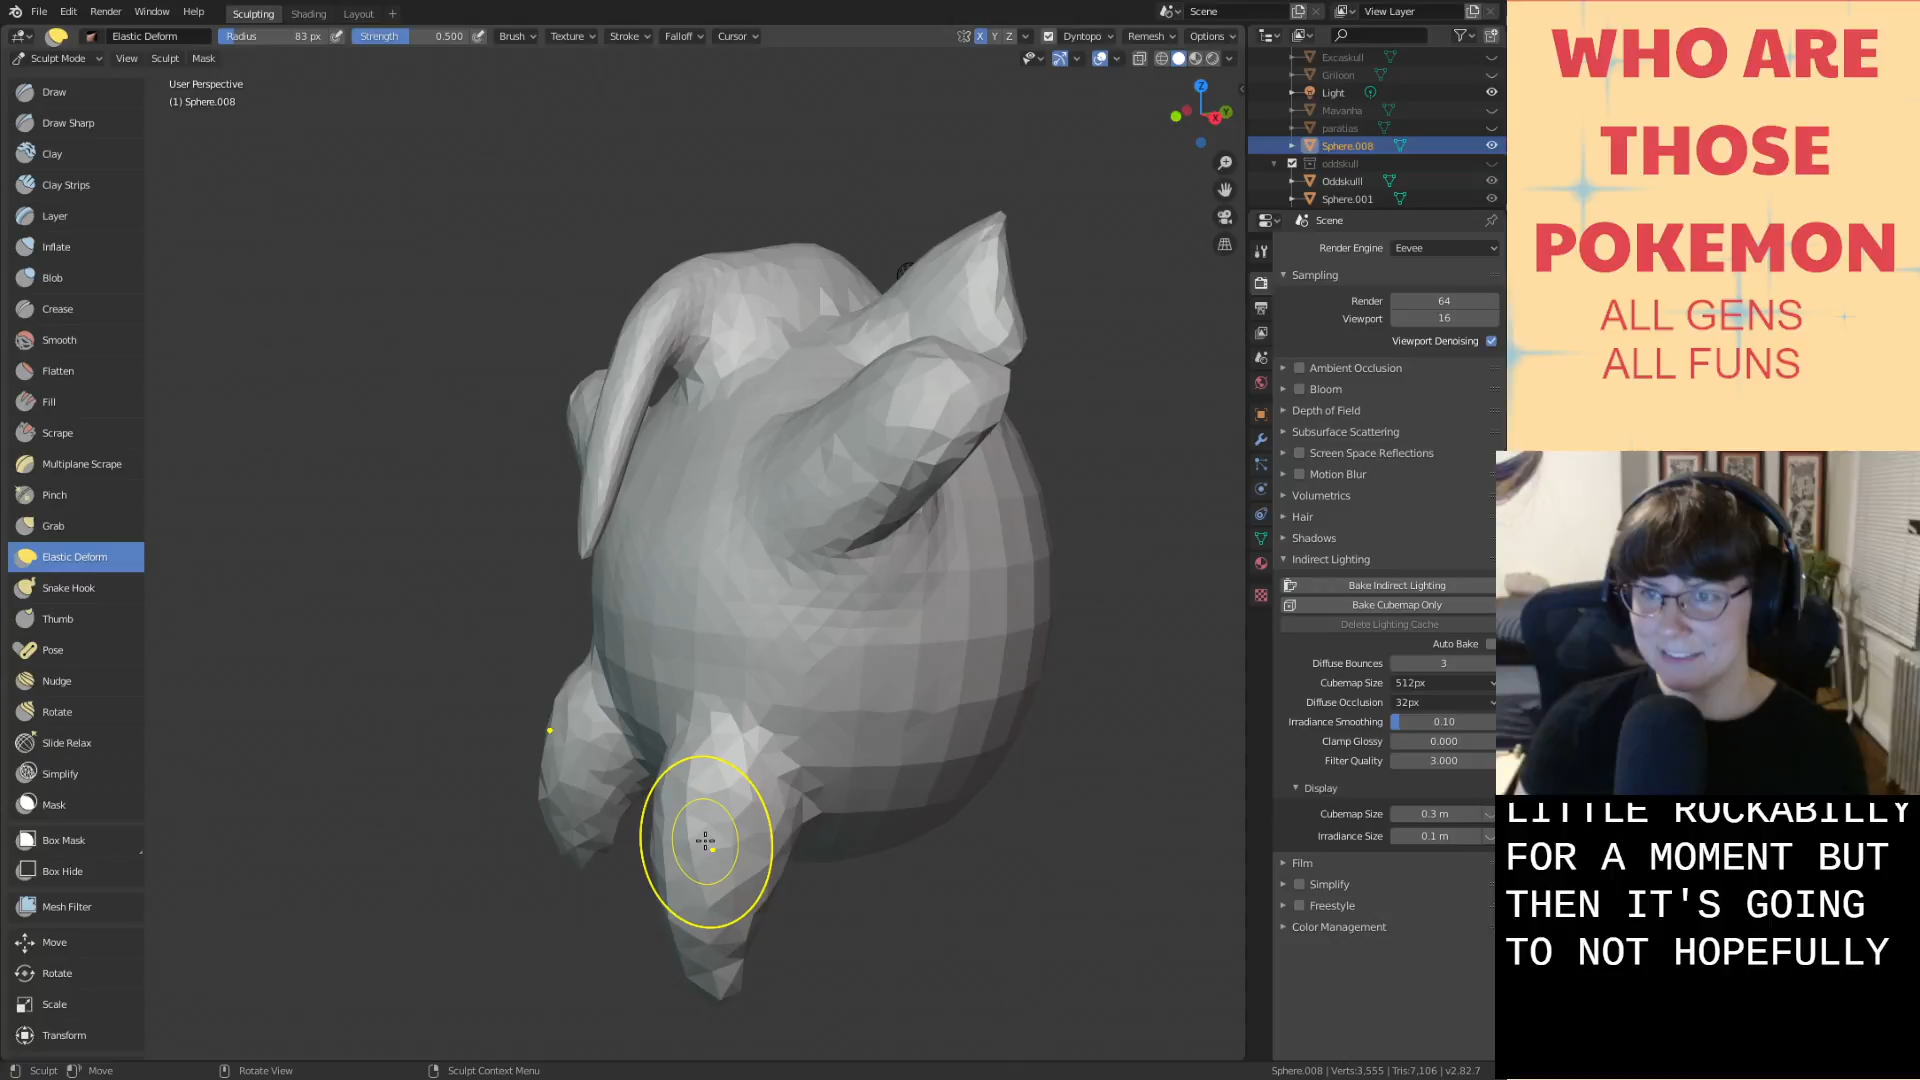 File Edit Render Window Help Sculpting Shading Layout + Scene View Layer
Elastic Deform Radius 83 px Strength 0.500 Brush Texture Stroke Falloff Cursor X Y Z Dyntopo Remesh Options
Sculpt Mode View Sculpt Mask
User Perspective
(1) Sphere.008
Draw
Draw Sharp
Clay
Clay Strips
Layer
Inflate
Blob
Crease
Smooth
Flatten
Fill
Scrape
Multiplane Scrape
Pinch
Grab
Elastic Deform
Snake Hook
Thumb
Pose
Nudge
Rotate
Slide Relax
Simplify
Mask
Box Mask
Box Hide
Mesh Filter
Move
Rotate
Scale
Transform
Z
Y
X
Excaskull
Light
Mavanha
paratias
Sphere.008
oddskull
Sphere.001
Scene
Render Engine Eevee
Sampling
Render 64
Viewport 16
Viewport Denoising
Ambient Occlusion
Bloom
Depth of Field
Subsurface Scattering
Screen Space Reflections
Motion Blur
Volumetrics
Hair
Shadows
Indirect Lighting
Bake Indirect Lighting
Bake Cubemap Only
Delete Lighting Cache
Auto Bake
Diffuse Bounces 3
Cubemap Size 512px
Diffuse Occlusion 32px
Irradiance Smoothing 0.10
Clamp Glossy 0.000
Filter Quality 3.000
Display
Cubemap Size 0.3 m
Irradiance Size 0.1 m
Film
Simplify
Freestyle
Color Management
WHO ARE
THOSE
POKEMON
ALL GENS
ALL FUNS
LITTLE ROCKABILLY
FOR A MOMENT BUT
THEN IT'S GOING
TO NOT HOPEFULLY
Sculpt Move Rotate View Sculpt Context Menu Sphere.008 | Verts:3,555 | Tris:7,106 | v2.82.7